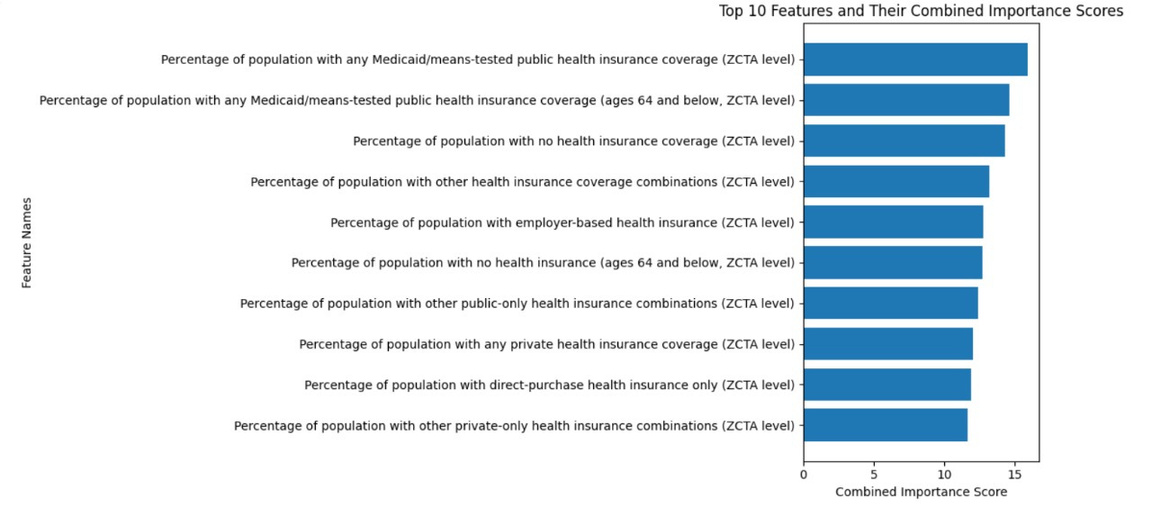 Top 10 Features and Their Combined Importance Scores
Percentage of population with any Medicaid/means-tested public health insurance coverage (ZCTA level)
Percentage of population with any Medicaid/means-tested public health insurance coverage (ages 64 and below, ZCTA level)
Percentage of population with no health insurance coverage (ZCTA level)
Percentage of population with other health insurance coverage combinations (ZCTA level)
Percentage of population with employer-based health insurance (ZCTA level)
Percentage of population with no health insurance (ages 64 and below, ZCTA level)
Percentage of population with other public-only health insurance combinations (ZCTA level)
Percentage of population with any private health insurance coverage (ZCTA level)
Percentage of population with direct-purchase health insurance only (ZCTA level)
Percentage of population with other private-only health insurance combinations (ZCTA level)
Feature Names
0 5 10 15
Combined Importance Score